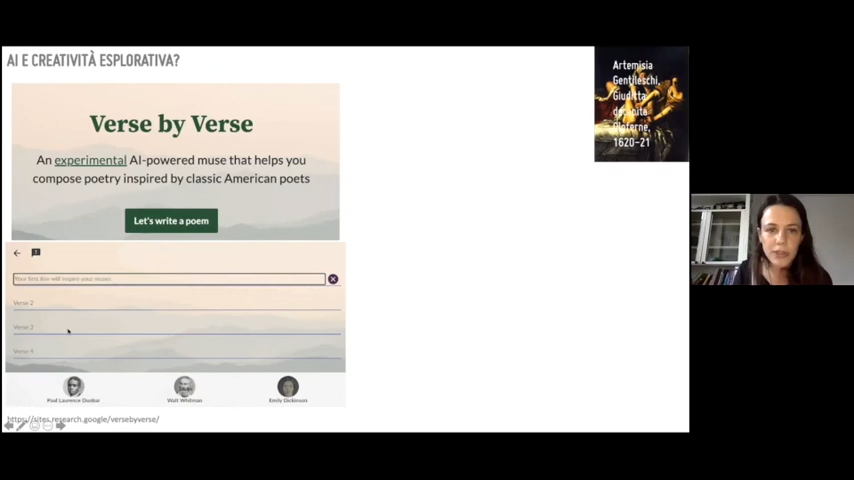 AI E CREATIVITÀ ESPLORATIVA?
Verse by Verse
An experimental AI-powered muse that helps you
compose poetry inspired by classic American poets
Let's write a poem
Your first line will inspire your muses
Verse 2
Verse 3
Verse 4
Paul Laurence Dunbar
Walt Whitman
Emily Dickinson
https://sites.research.google/versebyverse/
Artemisia
Gentileschi,
Giuditta
decapita
Oloferne,
1620-21